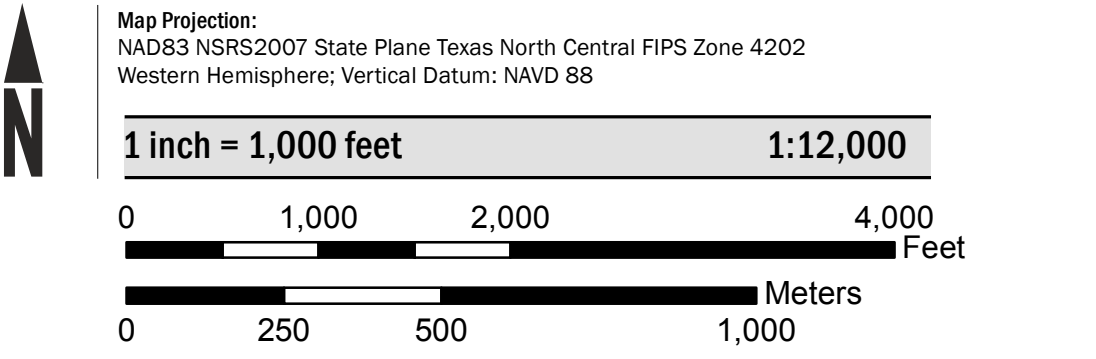 N
Map Projection:
NAD83 NSRS2007 State Plane Texas North Central FIPS Zone 4202
Western Hemisphere; Vertical Datum: NAVD 88
1 inch = 1,000 feet 1:12,000
0 1,000 2,000 4,000
Feet
Meters
0 250 500 1,000